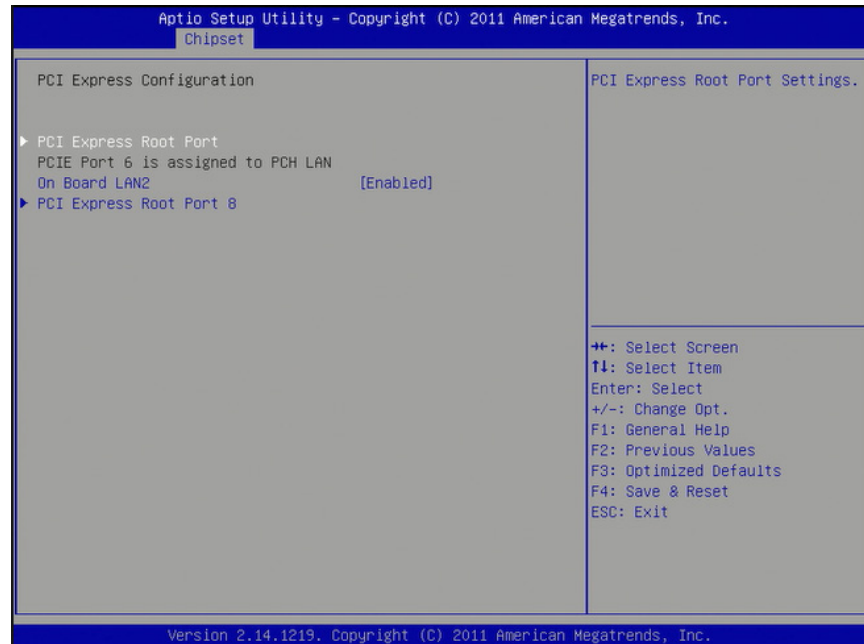 Aptio Setup Utility – Copyright (C) 2011 American Megatrends, Inc.
Chipset
PCI Express Configuration
PCI Express Root Port
PCIE Port 6 is assigned to PCH LAN
On Board LAN2 [Enabled]
PCI Express Root Port 8
PCI Express Root Port Settings.
→←: Select Screen
↑↓: Select Item
Enter: Select
+/-: Change Opt.
F1: General Help
F2: Previous Values
F3: Optimized Defaults
F4: Save & Reset
ESC: Exit
Version 2.14.1219. Copyright (C) 2011 American Megatrends, Inc.